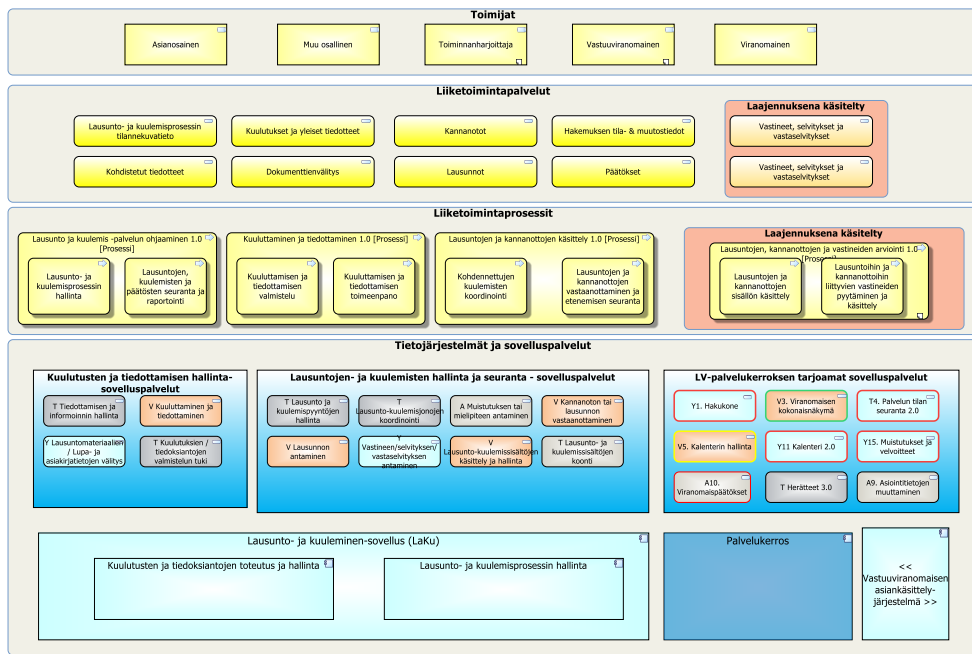 Toimijat
Asianosainen
Muu osallinen
Toiminnanharjoittaja
Vastuuviranomainen
Viranomainen
Liiketoimintapalvelut
Lausunto- ja kuulemisprosessin
tilannekuvatieto
Kuulutukset ja yleiset tiedotteet
Kannanotot
Hakemuksen tila- & muutostiedot
Kohdistetut tiedotteet
Dokumenttienvälitys
Lausunnot
Päätökset
Laajennuksena käsitelty
Vastineet, selvitykset ja
vastaselvitykset
Vastineet, selvitykset ja
vastaselvitykset
Liiketoimintaprosessit
Lausunto ja kuulemis -palvelun ohjaaminen 1.0
[Prosessi]
Lausunto- ja
kuulemisprosessin
hallinta
Lausuntojen,
kuulemisten ja
päätösten seuranta ja
raportointi
Kuuluttaminen ja tiedottaminen 1.0 [Prosessi]
Kuuluttamisen ja
tiedottamisen
valmistelu
Kuuluttamisen ja
tiedottamisen
toimeenpano
Lausuntojen ja kannanottojen käsittely 1.0 [Prosessi]
Kohdennettujen
kuulemisten
koordinointi
Lausuntojen ja
kannanottojen
vastaanottaminen ja
etenemisen seuranta
Laajennuksena käsitelty
Lausuntojen, kannanottojen ja vastineiden arviointi 1.0
[Prosessi]
Lausuntojen ja
kannanottojen
sisällön käsittely
Lausuntoihin ja
kannanottoihin
liittyvien vastineiden
pyytäminen ja
käsittely
Tietojärjestelmät ja sovelluspalvelut
Kuulutusten ja tiedottamisen hallinta-
sovelluspalvelut
T Tiedottamisen ja
informoinnin hallinta
V Kuuluttaminen ja
tiedottaminen
Y Lausuntomateriaalien
/ Lupa- ja
asiakirjatietojen välitys
T Kuulutuksien /
tiedoksiantojen
valmistelun tuki
Lausuntojen- ja kuulemisten hallinta ja seuranta - sovelluspalvelut
T Lausunto ja
kuulemispyyntöjen
hallinta
T
Lausunto-kuulemisjonojen
koordinointi
A Muistutuksen tai
mielipiteen antaminen
V Kannanoton tai
lausunnon
vastaanottaminen
V Lausunnon
antaminen
Y
Vastineen/selvityksen/
vastaselvityksen
antaminen
V
Lausunto-kuulemissisältöjen
käsittely ja hallinta
T Lausunto- ja
kuulemissisältöjen
koonti
LV-palvelukerroksen tarjoamat sovelluspalvelut
Y1. Hakukone
V3. Viranomaisen
kokonaisnäkymä
T4. Palvelun tilan
seuranta 2.0
V5. Kalenterin hallinta
Y11 Kalenteri 2.0
Y15. Muistutukset ja
velvoitteet
A10.
Viranomaispäätökset
T Herätteet 3.0
A9. Asiointitietojen
muuttaminen
Lausunto- ja kuuleminen-sovellus (LaKu)
Kuulutusten ja tiedoksiantojen toteutus ja hallinta
Lausunto- ja kuulemisprosessin hallinta
Palvelukerros
<<
Vastuuviranomaisen
asiankäsittely-
järjestelmä >>